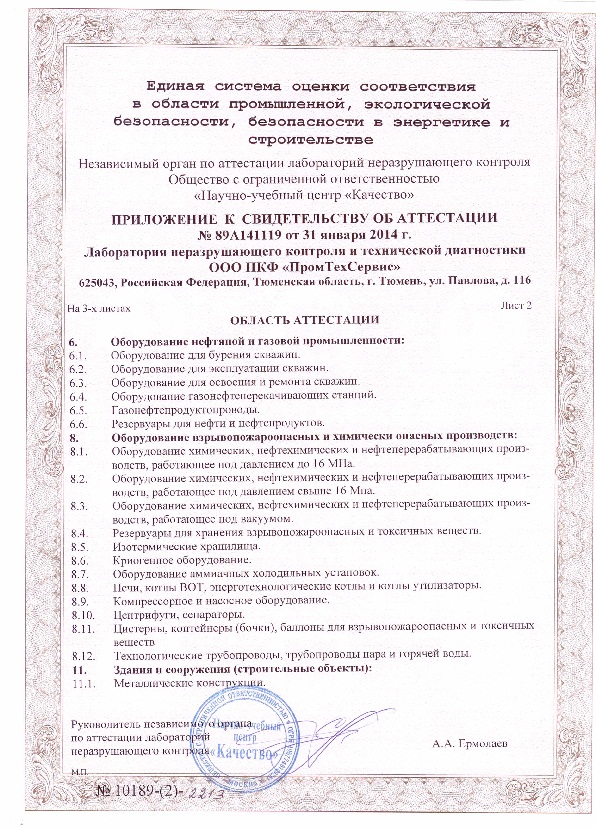 Единая система оценки соответствия
в области промышленной, экологической
безопасности, безопасности в энергетике и
строительстве
Независимый орган по аттестации лабораторий неразрушающего контроля
Общество с ограниченной ответственностью
«Научно-учебный центр «Качество»
ПРИЛОЖЕНИЕ К СВИДЕТЕЛЬСТВУ ОБ АТТЕСТАЦИИ
№ 89А141119 от 31 января 2014 г.
Лаборатория неразрушающего контроля и технической диагностики
ООО ПКФ «ПромТехСервис»
625043, Российская Федерация, Тюменская область, г. Тюмень, ул. Павлова, д. 116
На 3-х листах Лист 2
ОБЛАСТЬ АТТЕСТАЦИИ
6. Оборудование нефтяной и газовой промышленности:
6.1. Оборудование для бурения скважин.
6.2. Оборудование для эксплуатации скважин.
6.3. Оборудование для освоения и ремонта скважин.
6.4. Оборудование газонефтеперекачивающих станций.
6.5. Газонефтепродуктопроводы.
6.6. Резервуары для нефти и нефтепродуктов.
8. Оборудование взрывопожароопасных и химически опасных производств:
8.1. Оборудование химических, нефтехимических и нефтеперерабатывающих произ-
водств, работающее под давлением до 16 МПа.
8.2. Оборудование химических, нефтехимических и нефтеперерабатывающих произ-
водств, работающее под давлением свыше 16 Мпа.
8.3. Оборудование химических, нефтехимических и нефтеперерабатывающих произ-
водств, работающее под вакуумом.
8.4. Резервуары для хранения взрывопожароопасных и токсичных веществ.
8.5. Изотермические хранилища.
8.6. Криогенное оборудование.
8.7. Оборудование аммиачных холодильных установок.
8.8. Печи, котлы ВОТ, энерготехнологические котлы и котлы утилизаторы.
8.9. Компрессорное и насосное оборудование.
8.10. Центрифуги, сепараторы.
8.11. Цистерны, контейнеры (бочки), баллоны для взрывопожароопасных и токсичных
веществ
8.12. Технологические трубопроводы, трубопроводы пара и горячей воды.
11. Здания и сооружения (строительные объекты):
11.1. Металлические конструкции.
Руководитель независимого органа
по аттестации лабораторий
неразрушающего контроля
А.А. Ермолаев
учебный
центр
«Качество»
М.П.
№ 10189-(2)- 2213